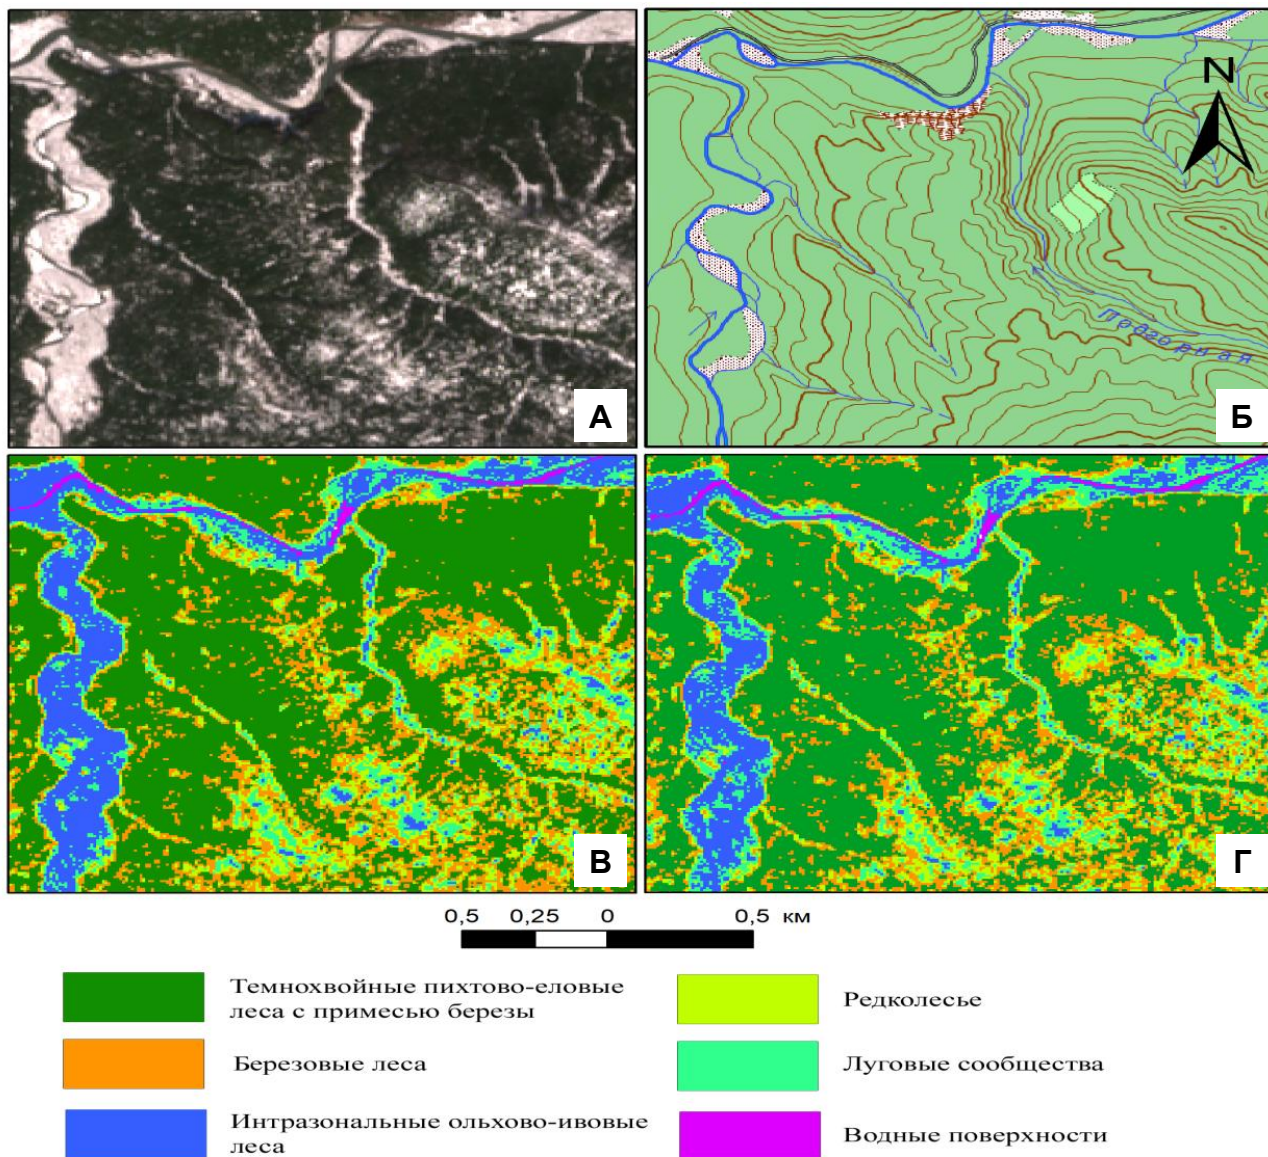 N
Подгорная
А
Б
В
Г
0,5 0,25 0 0,5 км
Темнохвойные пихтово-еловые
леса с примесью березы
Березовые леса
Интразональные ольхово-ивовые
леса
Редколесье
Луговые сообщества
Водные поверхности